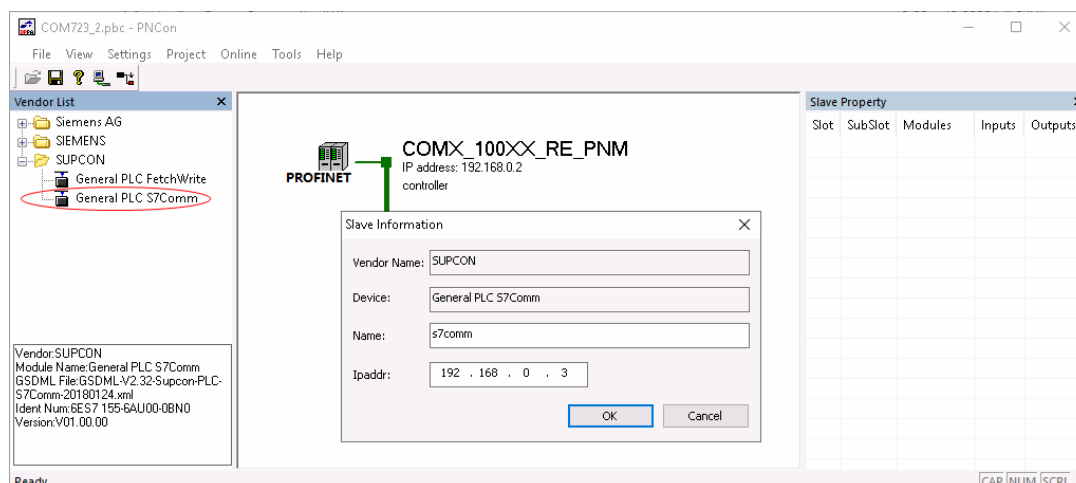 COM723_2.pbc - PNCon
File View Settings Project Online Tools Help
Vendor List
Siemens AG
SIEMENS
SUPCON
General PLC FetchWrite
General PLC S7Comm
Vendor:SUPCON
Module Name:General PLC S7Comm
GSDML File:GSDML-V2.32-Supcon-PLC-
S7Comm-20180124.xml
Ident Num:6ES7 155-6AU00-0BN0
Version:V01.00.00
PROFINET
COMX_100XX_RE_PNM
IP address: 192.168.0.2
controller
Slave Information
Vendor Name: SUPCON
Device: General PLC S7Comm
Name: s7comm
Ipaddr: 192 . 168 . 0 . 3
OK Cancel
Slave Property
Slot SubSlot Modules Inputs Outputs
Ready
CAP NUM SCRL